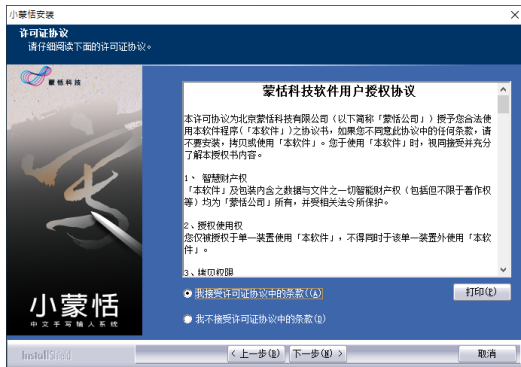 小蒙恬安装
许可证协议
请仔细阅读下面的许可证协议。
蒙恬科技
蒙恬科技软件用户授权协议
本许可协议为北京蒙恬科技有限公司（以下简称「蒙恬公司」）授予您合法使
用本软件程序(「本软件」)之协议书，如果您不同意此协议中的任何条款，请
不要安装，拷贝或使用「本软件」。您于使用「本软件」时，视同接受并充分
了解本授权书内容。
1、 智慧财产权
「本软件」及包装内含之数据与文件之一切智能财产权（包括但不限于著作权
等）均为「蒙恬公司」所有，并受相关法令所保护。
2、授权使用权
您仅被授权于单一装置使用「本软件」，不得同时于该单一装置外使用「本软
件」。
3、拷贝权限
我接受许可证协议中的条款((A)
打印(P)
我不接受许可证协议中的条款(D)
小蒙恬
中文手写输入系统
InstallShield
< 上一步(B)
下一步(N) >
取消